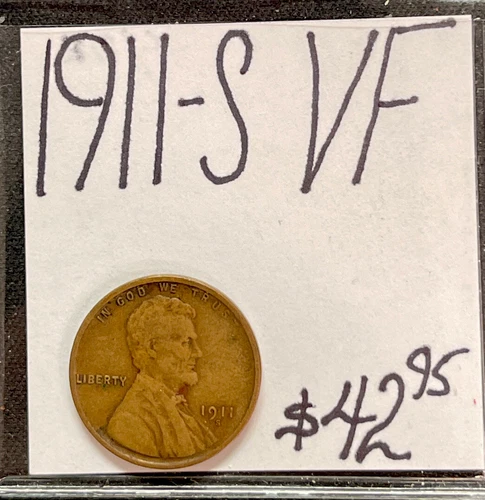 1911-S VF
IN GOD WE TRUST
LIBERTY
1911
S
$42.95